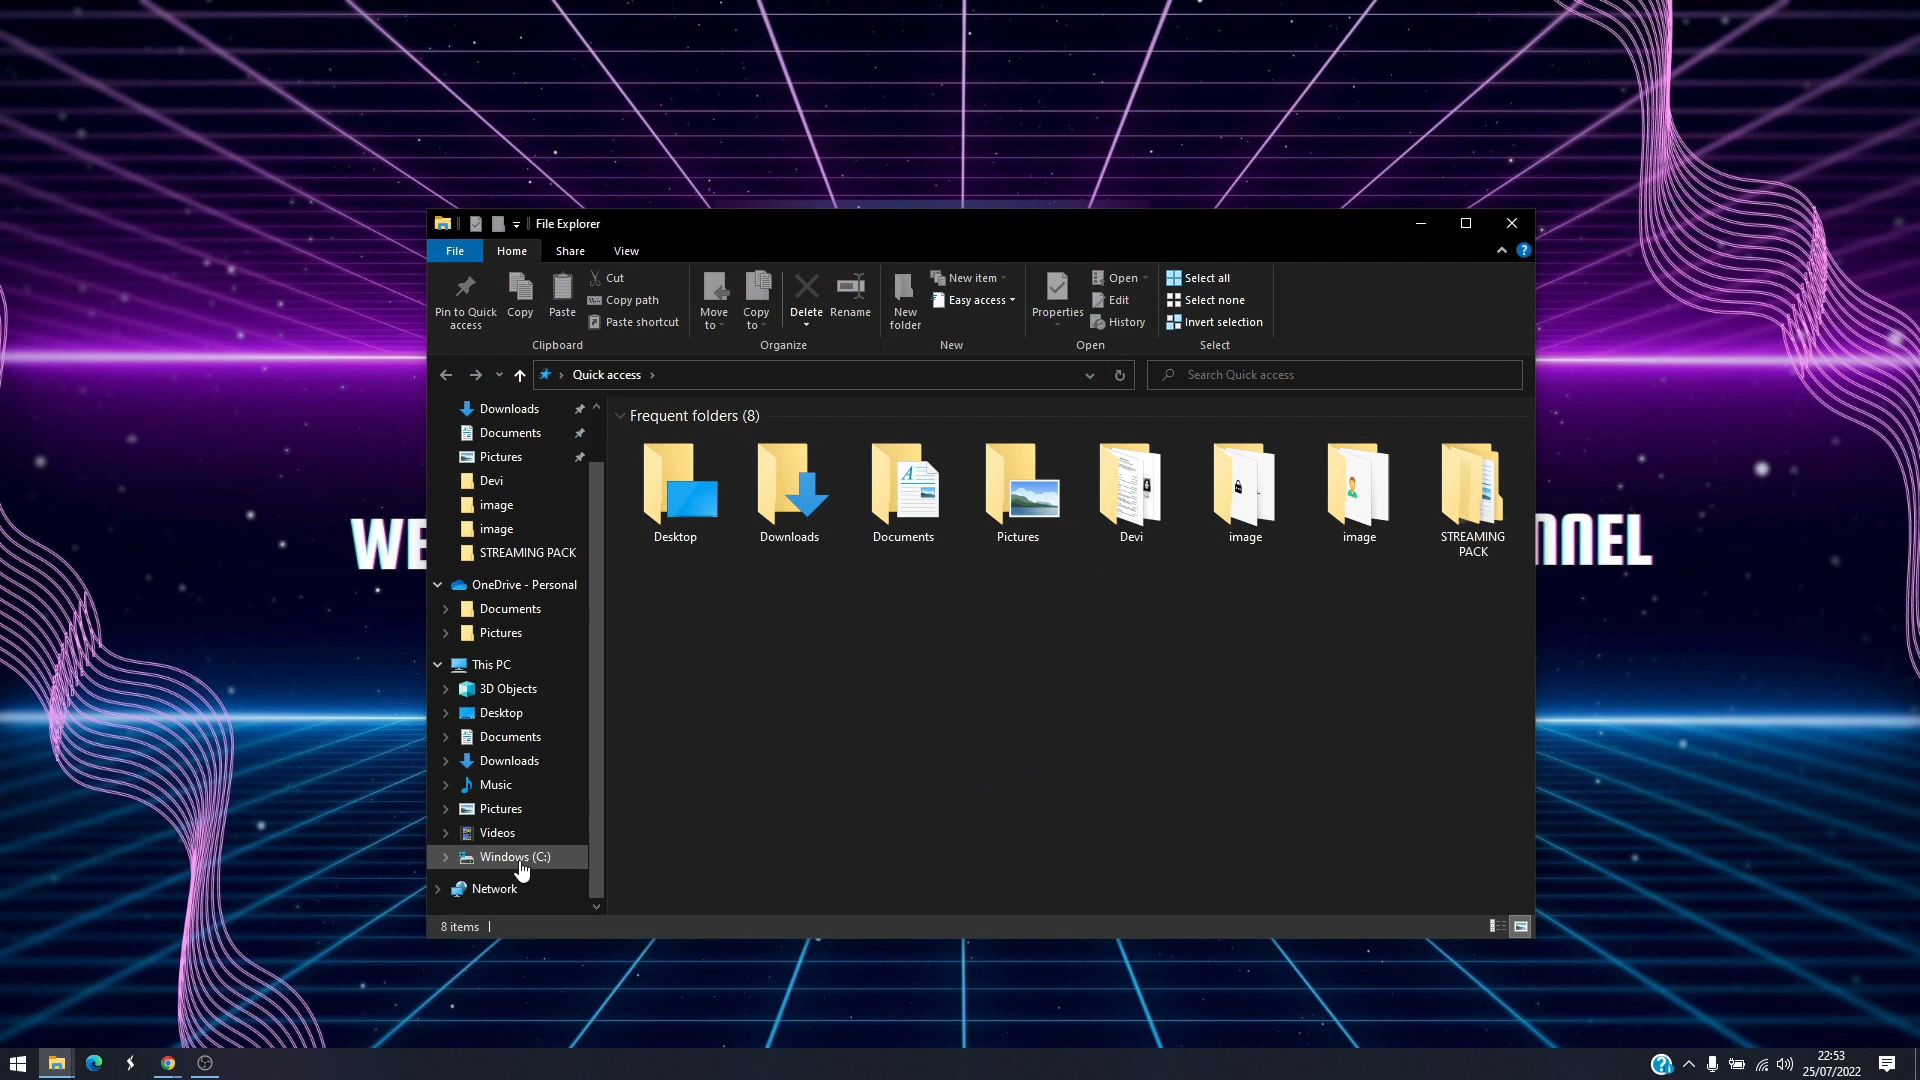 File Explorer
File Home Share View
Pin to Quick access
Copy
Paste
Cut
Copy path
Paste shortcut
Clipboard
Move to
Copy to
Delete
Rename
Organize
New folder
New item
Easy access
New
Properties
Open
Edit
History
Open
Select all
Select none
Invert selection
Select
Quick access
Search Quick access
Downloads
Documents
Pictures
Devi
image
image
STREAMING PACK
OneDrive - Personal
Documents
Pictures
This PC
3D Objects
Desktop
Documents
Downloads
Music
Pictures
Videos
Windows (C:)
Network
Frequent folders (8)
Desktop
Downloads
Documents
Pictures
Devi
image
image
STREAMING
PACK
8 items
22:53
25/07/2022